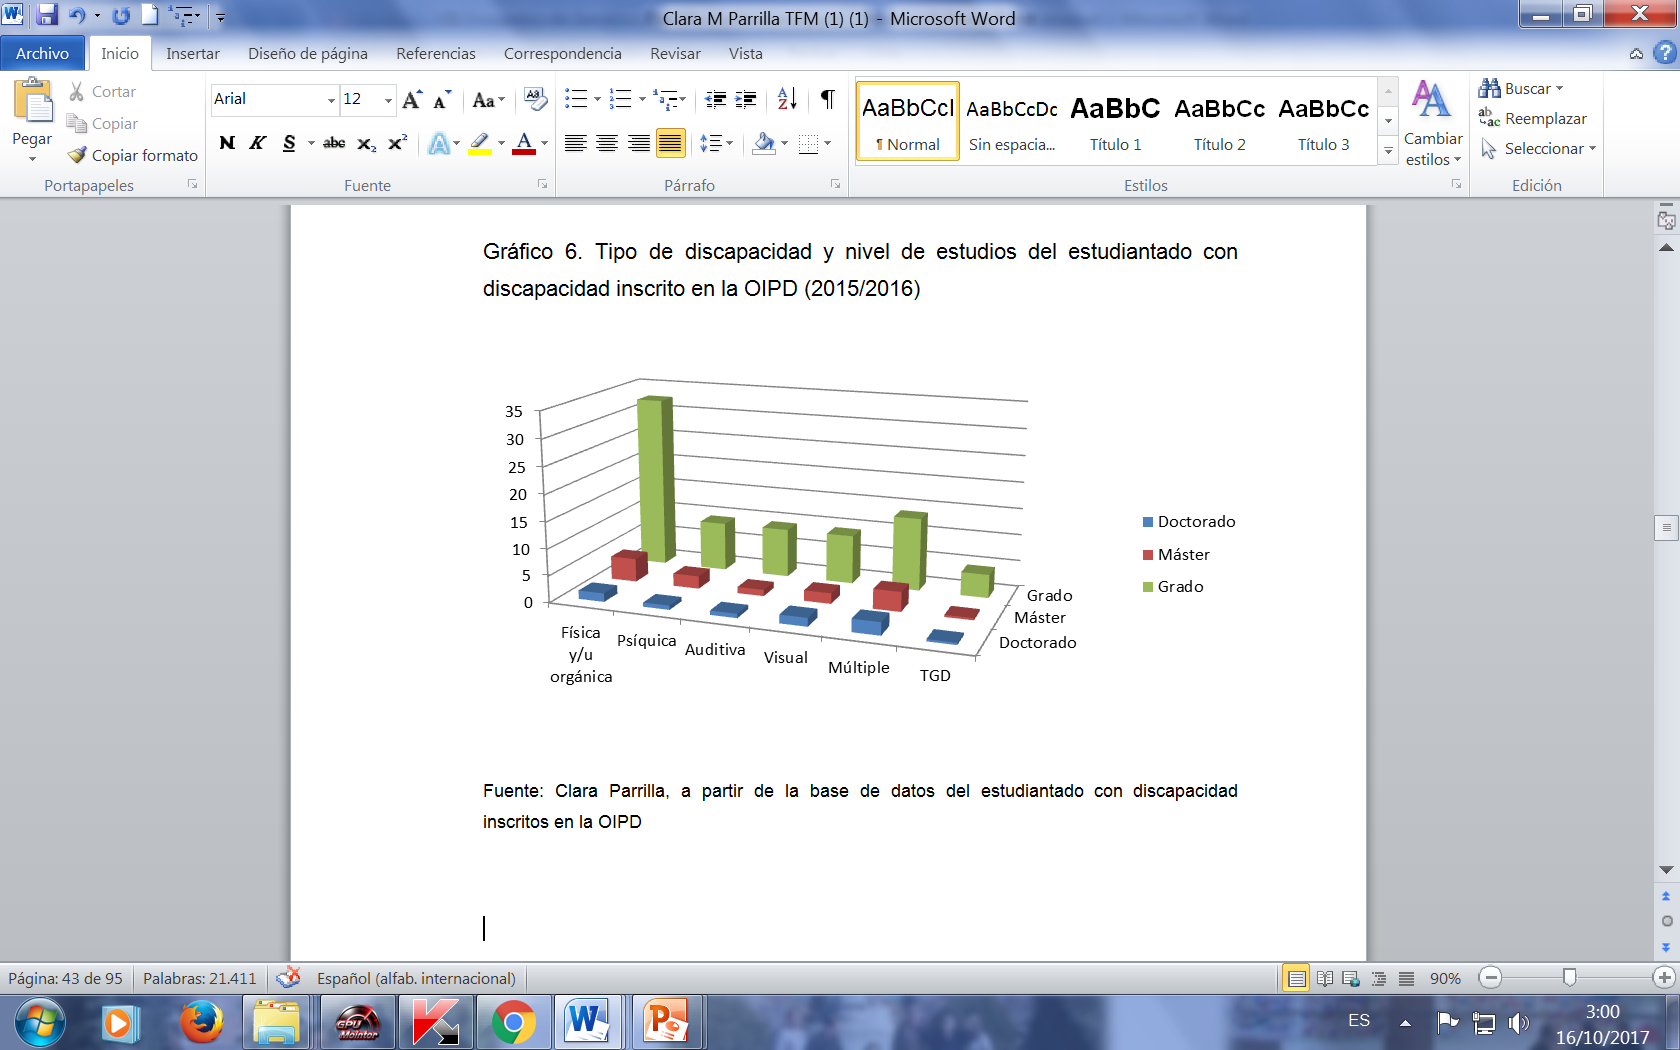 Clara M Parrilla TFM (1) (1) - Microsoft Word
Archivo Inicio Insertar Diseño de página Referencias Correspondencia Revisar Vista
Pegar
Cortar
Copiar
Copiar formato
Portapapeles
Arial 12
Aa
N K S abc x₂ x² A A
Fuente
Párrafo
AaBbCcI AaBbCcDc AaBbC AaBbCc AaBbCc
¶ Normal Sin espacia... Título 1 Título 2 Título 3
Cambiar
estilos
Estilos
Buscar
Reemplazar
Seleccionar
Edición
Gráfico 6. Tipo de discapacidad y nivel de estudios del estudiantado con
discapacidad inscrito en la OIPD (2015/2016)
35
30
25
20
15
10
5
0
Física
y/u
orgánica
Psíquica
Auditiva
Visual
Múltiple
TGD
Grado
Máster
Doctorado
Doctorado
Máster
Grado
Fuente: Clara Parrilla, a partir de la base de datos del estudiantado con discapacidad
inscritos en la OIPD
Página: 43 de 95 Palabras: 21.411 Español (alfab. internacional) 90%
ES 3:00
16/10/2017